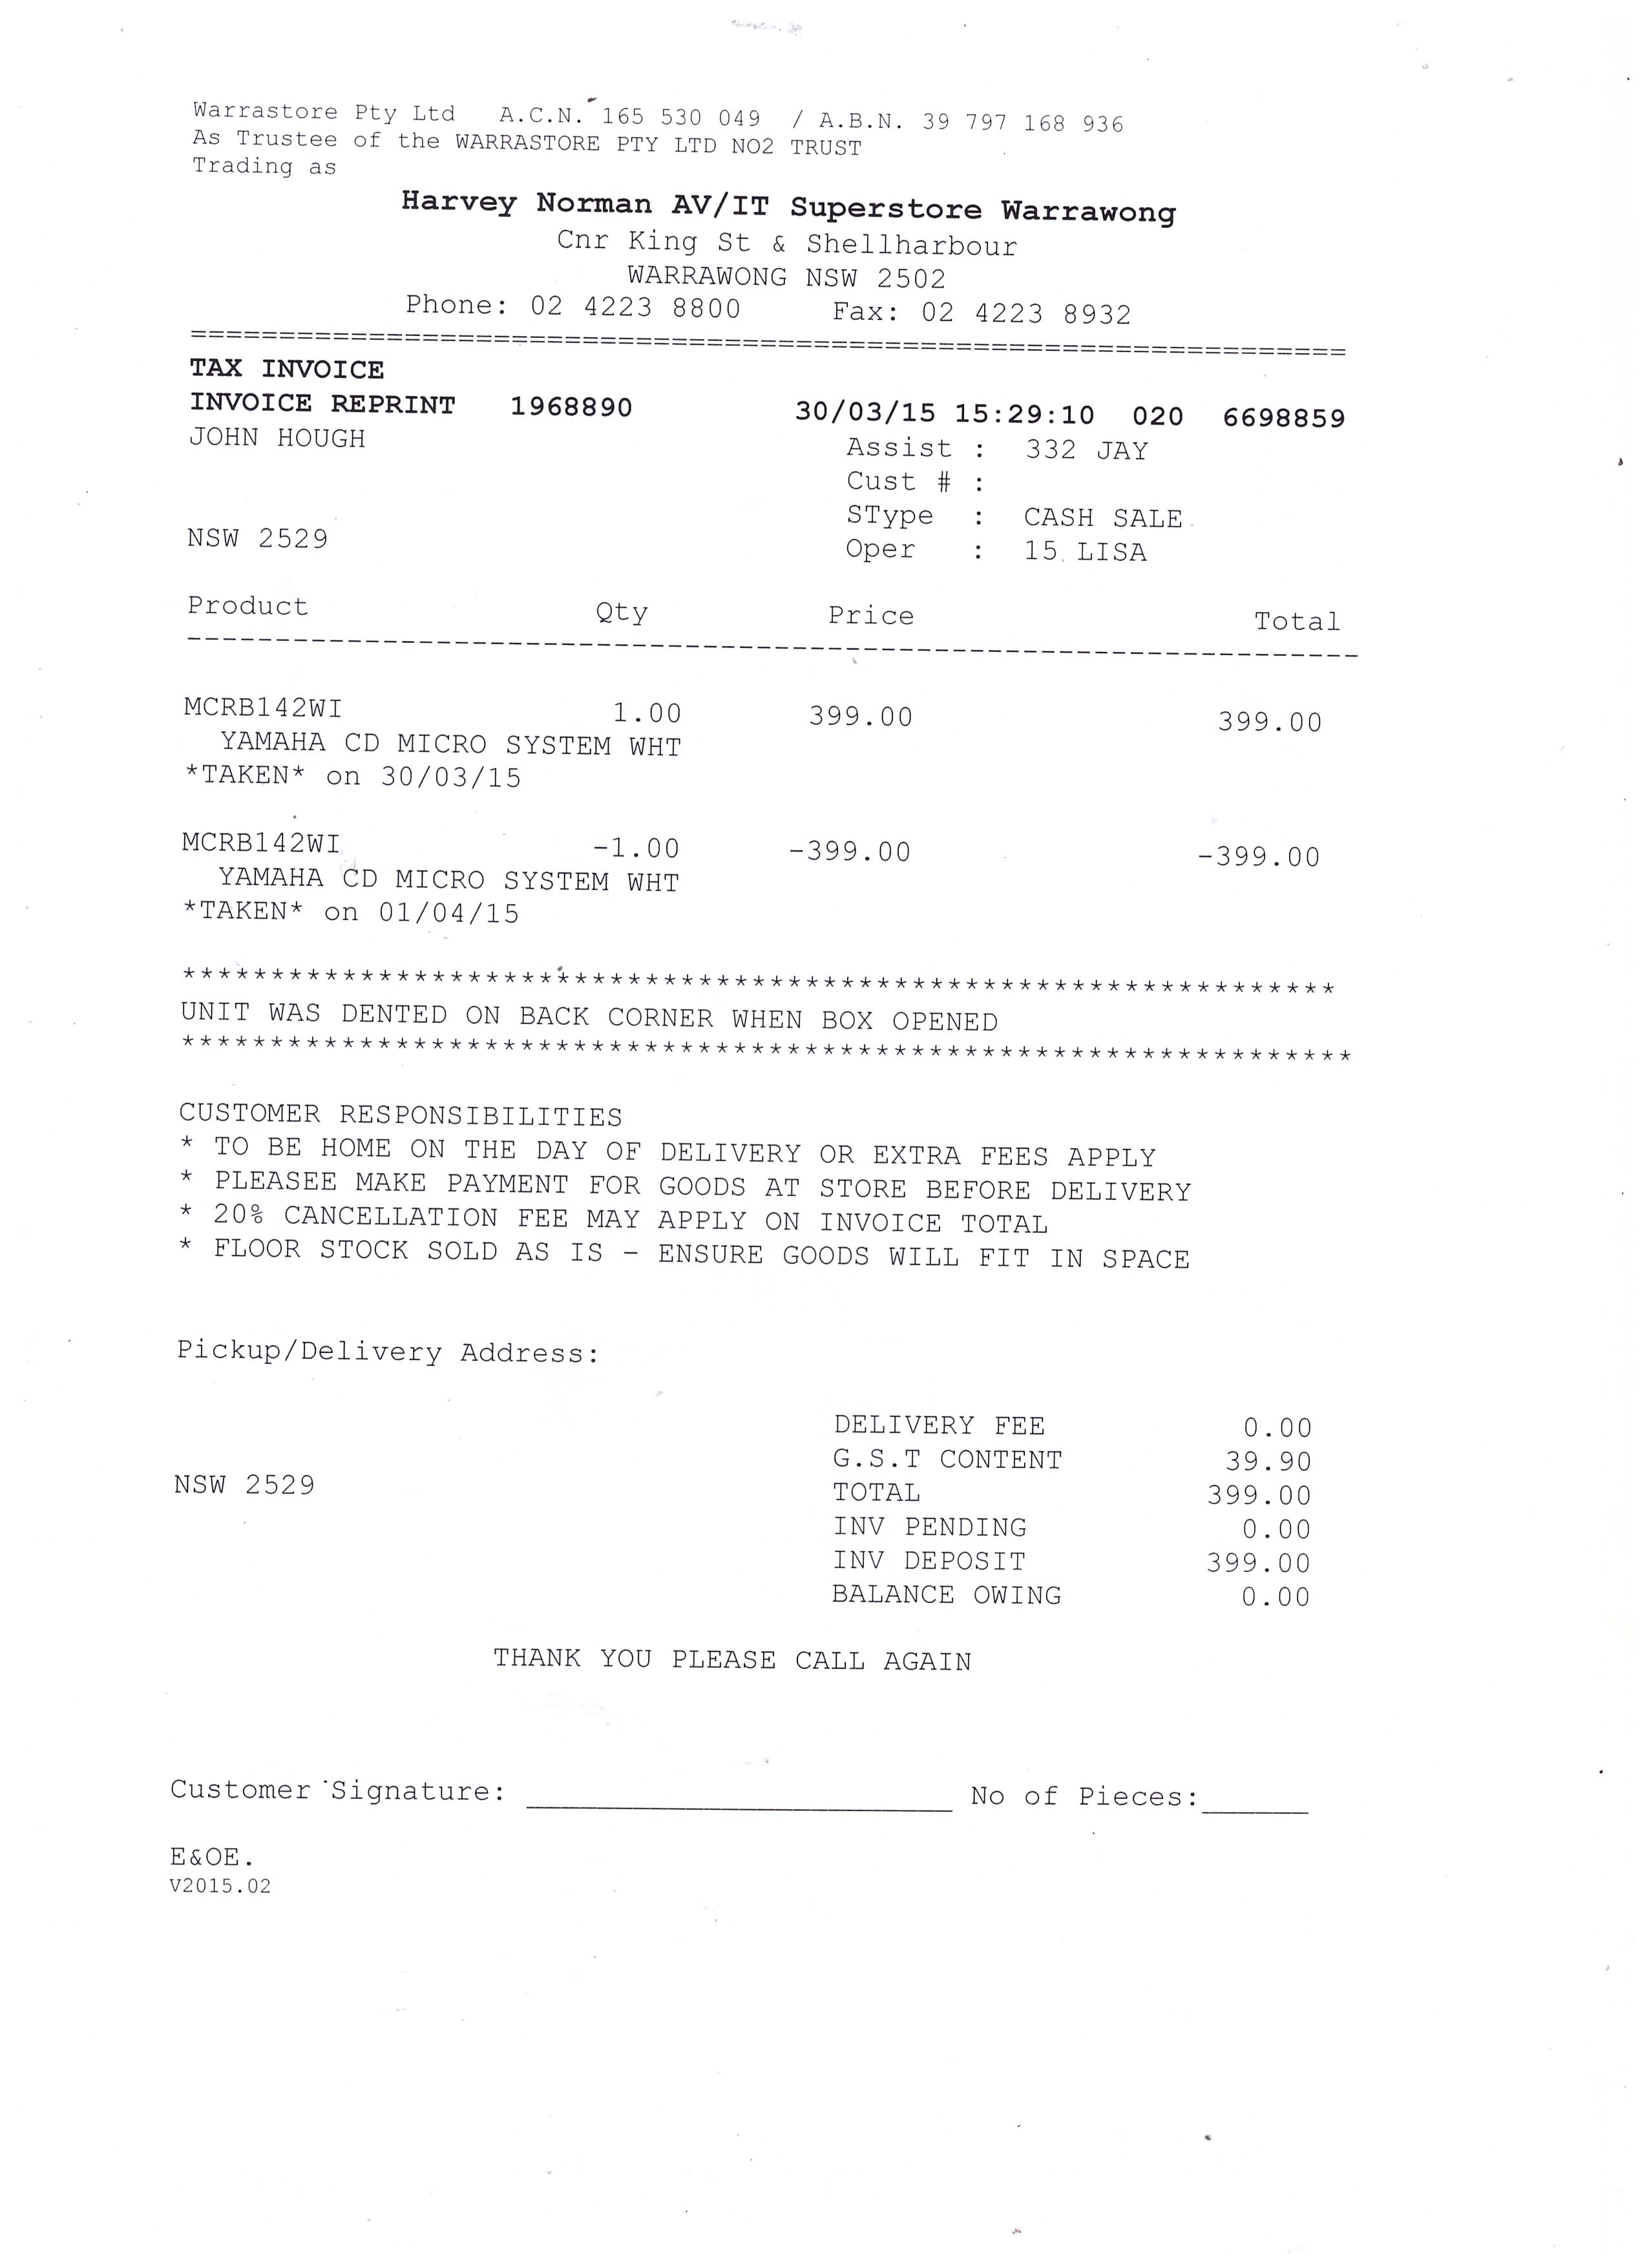 Warrastore Pty Ltd A.C.N. 165 530 049 / A.B.N. 39 797 168 936
As Trustee of the WARRASTORE PTY LTD NO2 TRUST
Trading as
Harvey Norman AV/IT Superstore Warrawong
Cnr King St & Shellharbour
WARRAWONG NSW 2502
Phone: 02 4223 8800 Fax: 02 4223 8932
=================================================================
TAX INVOICE
INVOICE REPRINT 1968890 30/03/15 15:29:10 020 6698859
JOHN HOUGH
Assist : 332 JAY
Cust # :
SType : CASH SALE
NSW 2529
Oper : 15 LISA
Product Qty Price Total
------------------------------------------------------------------
MCRB142WI 1.00 399.00 399.00
YAMAHA CD MICRO SYSTEM WHT
*TAKEN* on 30/03/15
MCRB142WI -1.00 -399.00 -399.00
YAMAHA CD MICRO SYSTEM WHT
*TAKEN* on 01/04/15
*****************************************************************
UNIT WAS DENTED ON BACK CORNER WHEN BOX OPENED
******************************************************************
CUSTOMER RESPONSIBILITIES
* TO BE HOME ON THE DAY OF DELIVERY OR EXTRA FEES APPLY
* PLEASEE MAKE PAYMENT FOR GOODS AT STORE BEFORE DELIVERY
* 20% CANCELLATION FEE MAY APPLY ON INVOICE TOTAL
* FLOOR STOCK SOLD AS IS - ENSURE GOODS WILL FIT IN SPACE
Pickup/Delivery Address:
NSW 2529
DELIVERY FEE 0.00
G.S.T CONTENT 39.90
TOTAL 399.00
INV PENDING 0.00
INV DEPOSIT 399.00
BALANCE OWING 0.00
THANK YOU PLEASE CALL AGAIN
Customer Signature: ________________________ No of Pieces:______
E&OE.
V2015.02